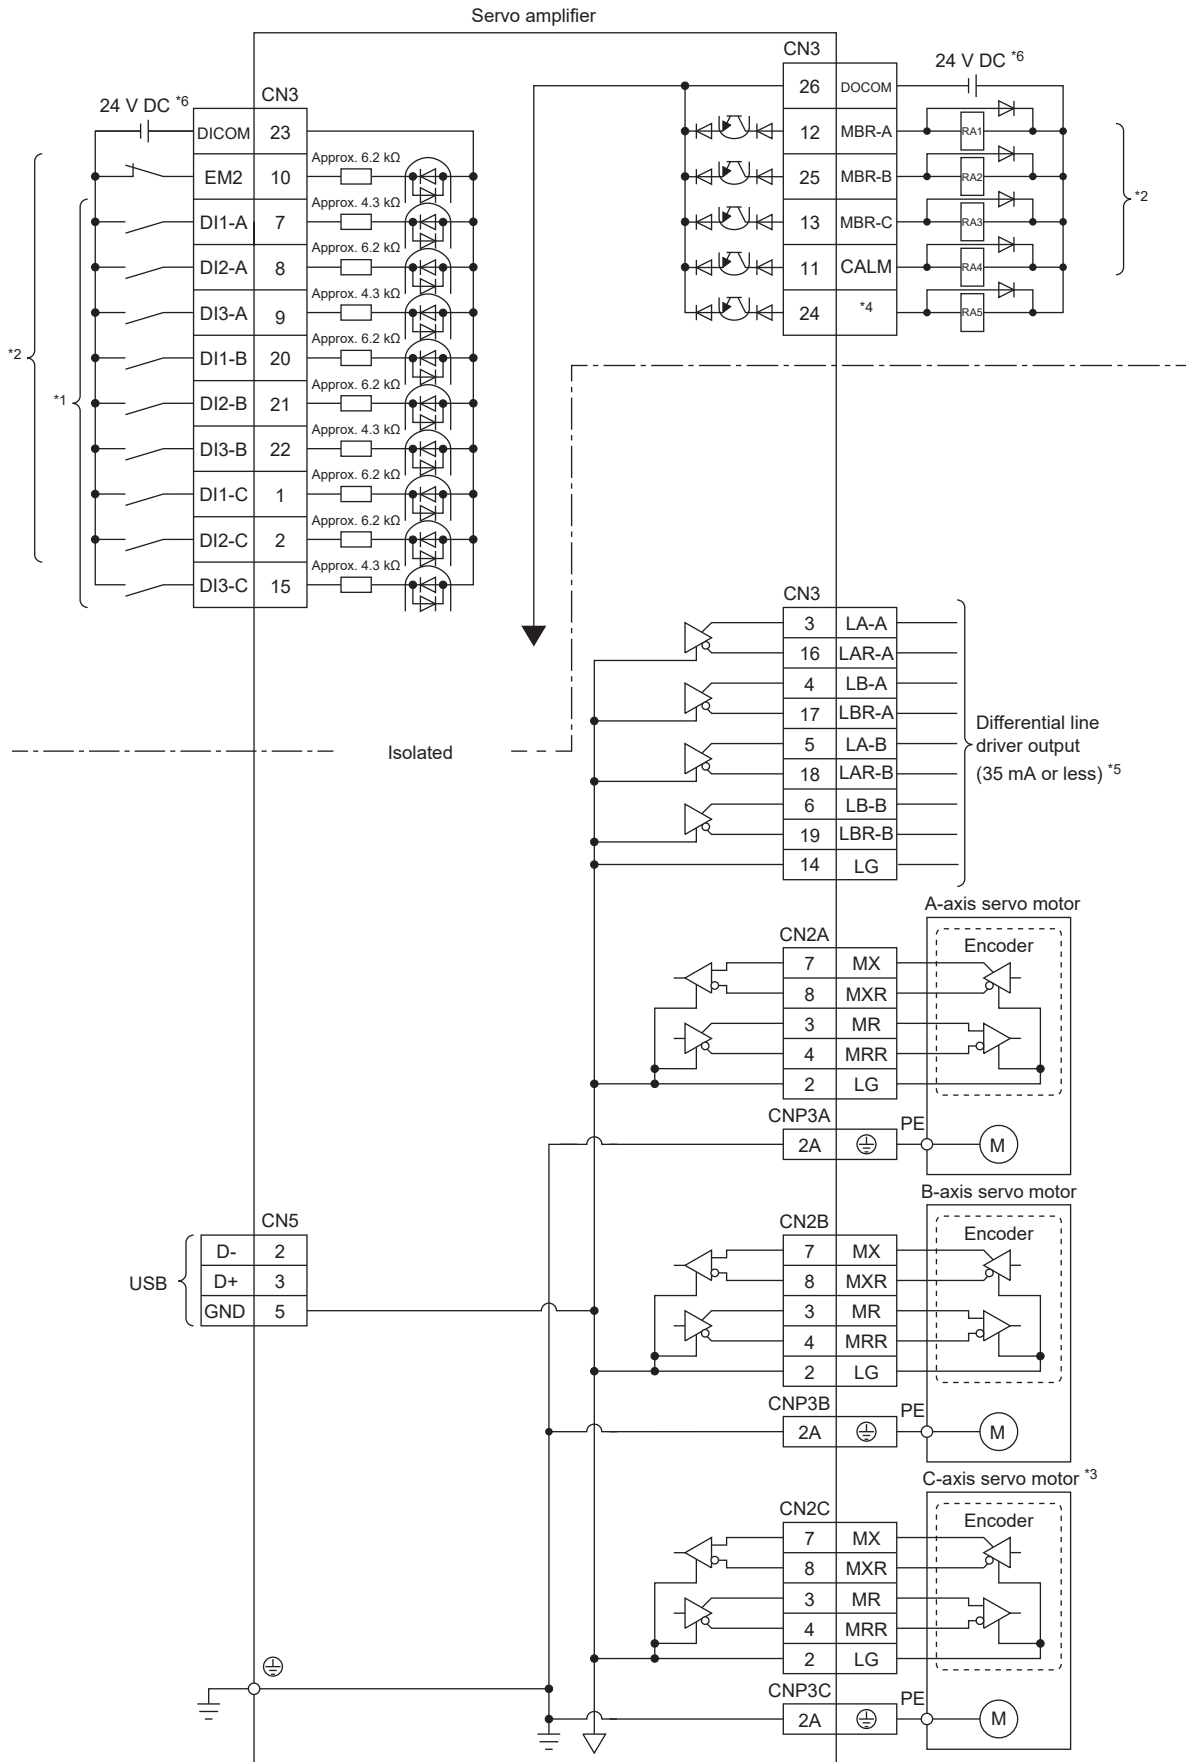 Servo amplifier
CN3
24 V DC *6
DICOM 23
EM2 10 Approx. 6.2 kΩ
DI1-A 7 Approx. 4.3 kΩ
DI2-A 8 Approx. 6.2 kΩ
DI3-A 9 Approx. 4.3 kΩ
DI1-B 20 Approx. 6.2 kΩ
DI2-B 21 Approx. 6.2 kΩ
DI3-B 22 Approx. 4.3 kΩ
DI1-C 1 Approx. 6.2 kΩ
DI2-C 2 Approx. 6.2 kΩ
DI3-C 15 Approx. 4.3 kΩ
*2
*1
CN3
24 V DC *6
26 DOCOM
12 MBR-A RA1
25 MBR-B RA2
13 MBR-C RA3
11 CALM RA4
24 *4 RA5
*2
Isolated
CN3
3 LA-A
16 LAR-A
4 LB-A
17 LBR-A
5 LA-B
18 LAR-B
6 LB-B
19 LBR-B
14 LG
Differential line
driver output
(35 mA or less) *5
A-axis servo motor
CN2A
Encoder
7 MX
8 MXR
3 MR
4 MRR
2 LG
CNP3A
2A PE M
B-axis servo motor
CN2B
Encoder
7 MX
8 MXR
3 MR
4 MRR
2 LG
CNP3B
2A PE M
CN5
USB
D- 2
D+ 3
GND 5
C-axis servo motor *3
CN2C
Encoder
7 MX
8 MXR
3 MR
4 MRR
2 LG
CNP3C
2A PE M